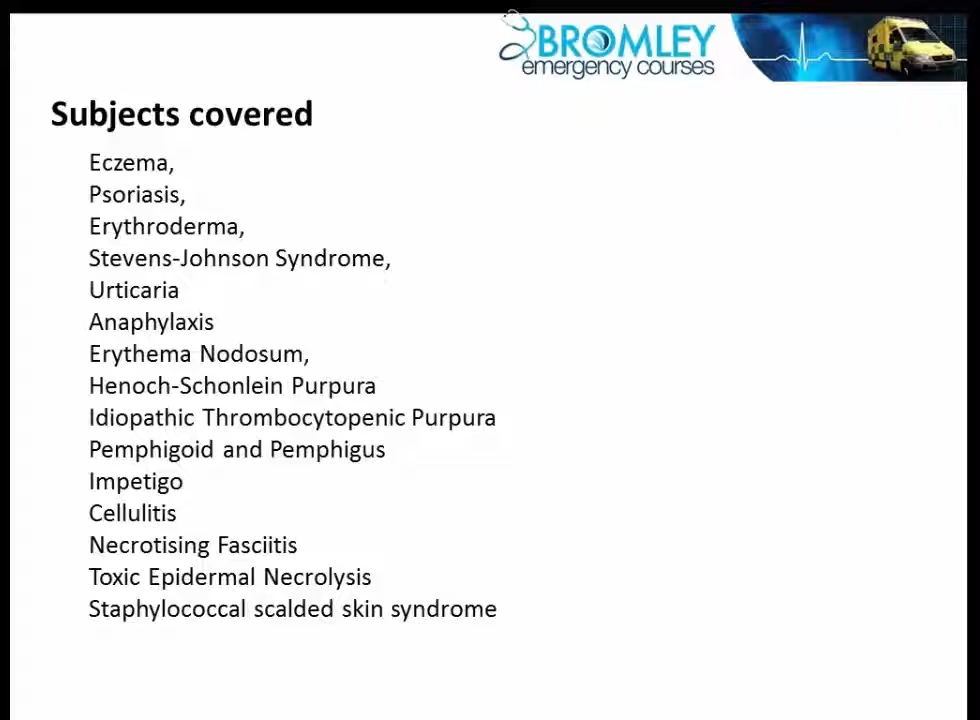 BROMLEY
emergency courses
Subjects covered
Eczema,
Psoriasis,
Erythroderma,
Stevens-Johnson Syndrome,
Urticaria
Anaphylaxis
Erythema Nodosum,
Henoch-Schonlein Purpura
Idiopathic Thrombocytopenic Purpura
Pemphigoid and Pemphigus
Impetigo
Cellulitis
Necrotising Fasciitis
Toxic Epidermal Necrolysis
Staphylococcal scalded skin syndrome